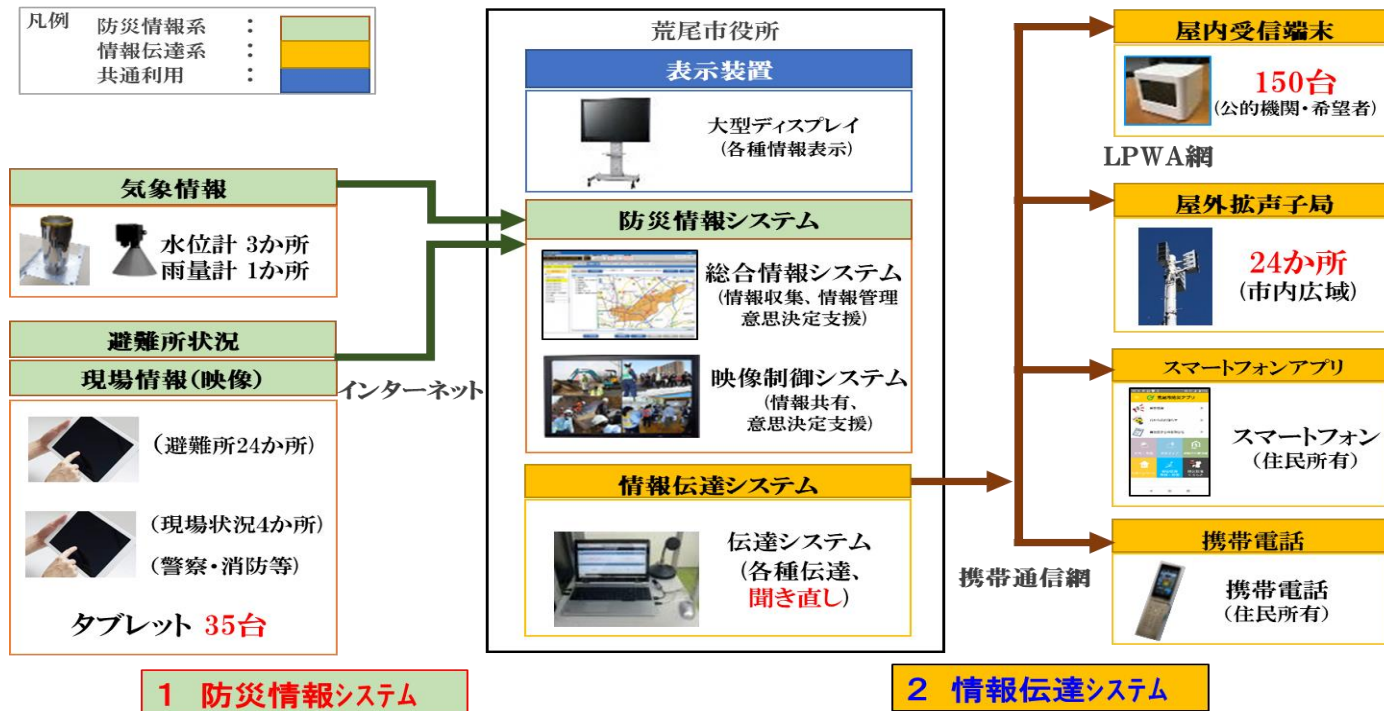 凡例
防災情報系 ：
情報伝達系 ：
共通利用 ：
気象情報
水位計 3か所
雨量計 1か所
避難所状況
現場情報(映像)
(避難所24か所)
(現場状況4か所)
(警察・消防等)
タブレット 35台
インターネット
1 防災情報システム
荒尾市役所
表示装置
大型ディスプレイ
(各種情報表示)
防災情報システム
総合情報システム
(情報収集、情報管理
意思決定支援)
映像制御システム
(情報共有、
意思決定支援)
情報伝達システム
伝達システム
(各種伝達、
聞き直し)
屋内受信端末
150台
(公的機関・希望者)
LPWA網
屋外拡声子局
24か所
(市内広域)
スマートフォンアプリ
スマートフォン
(住民所有)
携帯通信網
携帯電話
携帯電話
(住民所有)
2 情報伝達システム